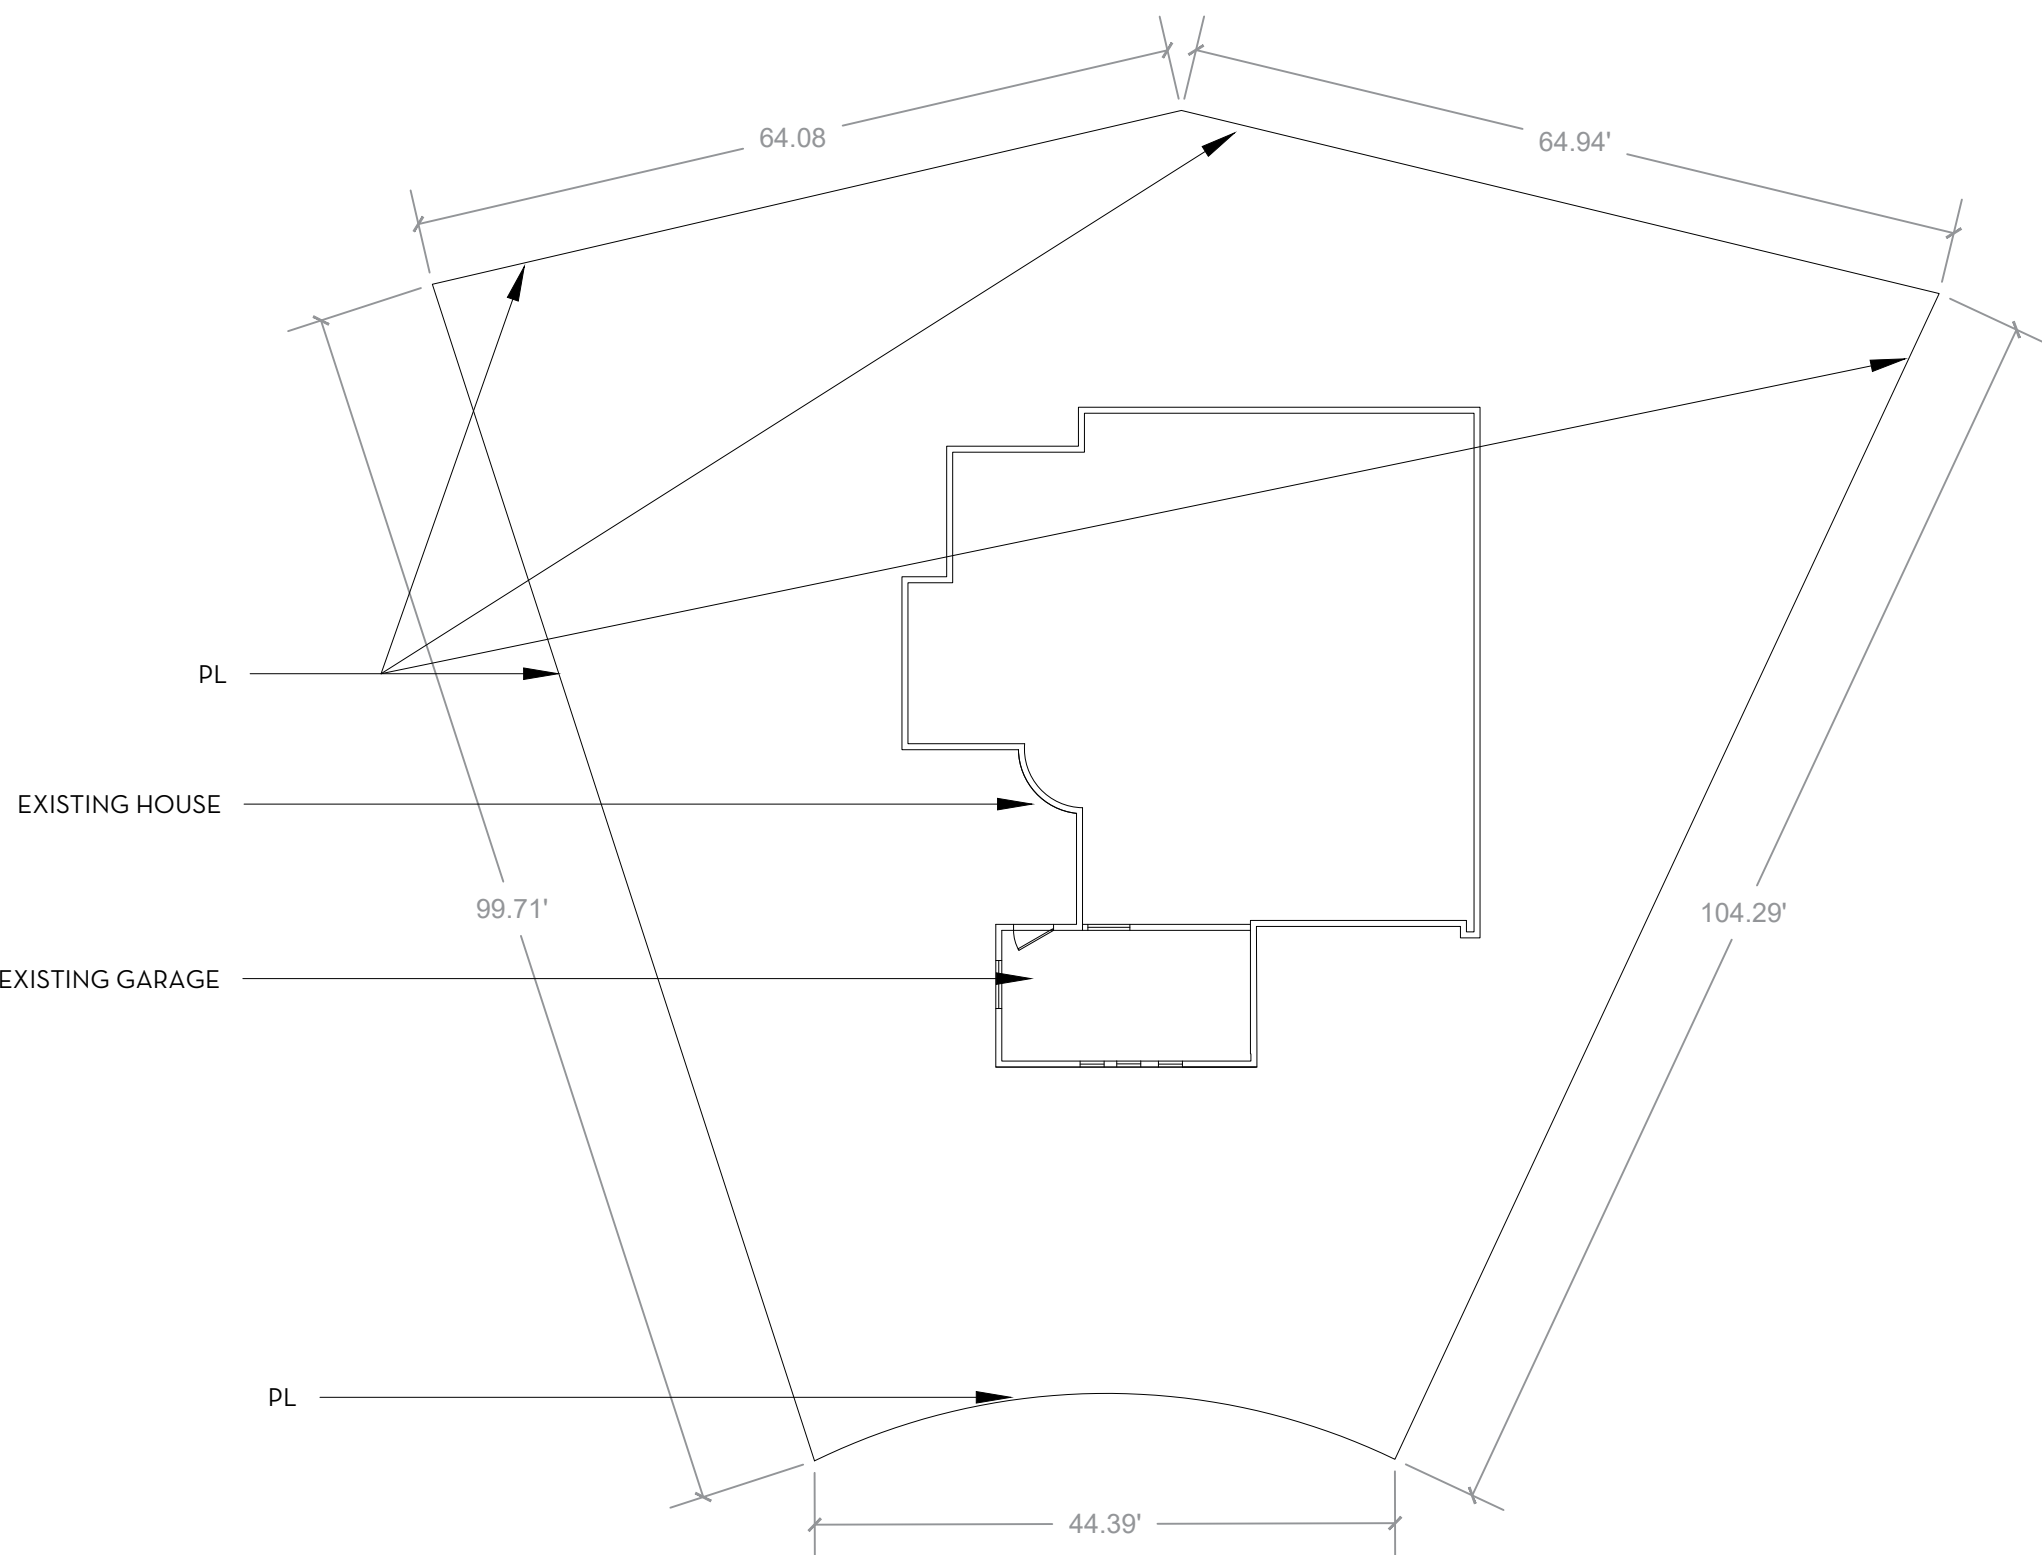 64.08
64.94'
PL
EXISTING HOUSE
99.71'
104.29'
EXISTING GARAGE
PL
44.39'